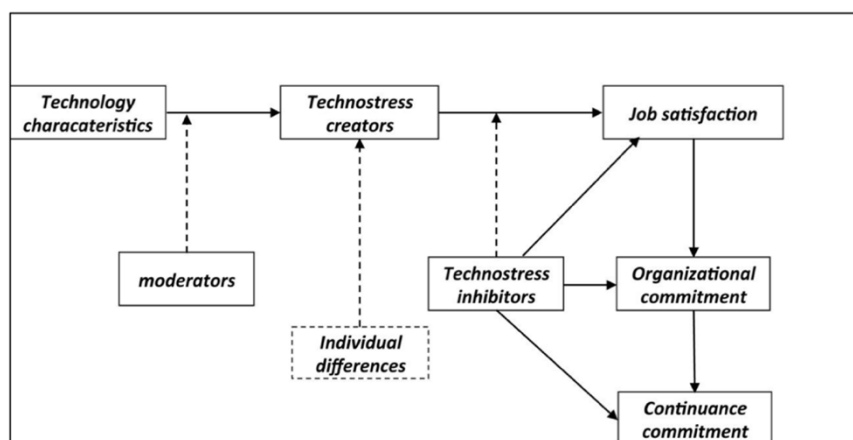 Technology
characateristics
Technostress
creators
Job satisfaction
moderators
Technostress
inhibitors
Organizational
commitment
Individual
differences
Continuance
commitment